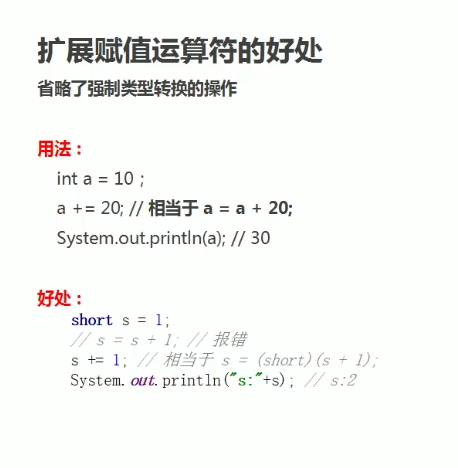 扩展赋值运算符的好处
省略了强制类型转换的操作
用法：
int a = 10 ;
a += 20; // 相当于 a = a + 20;
System.out.println(a); // 30
好处：
short s = 1;
// s = s + 1; // 报错
s += 1; // 相当于 s = (short)(s + 1);
System.out.println("s:"+s); // s:2